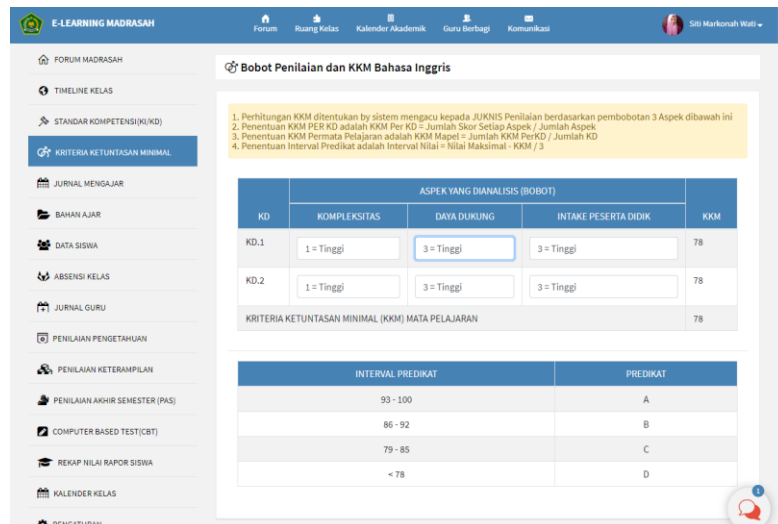 E-LEARNING MADRASAH
Forum
Ruang Kelas
Kalender Akademik
Guru Berbagi
Komunikasi
Siti Markonah Wati
FORUM MADRASAH
TIMELINE KELAS
STANDAR KOMPETENSI(KI/KD)
KRITERIA KETUNTASAN MINIMAL
JURNAL MENGAJAR
BAHAN AJAR
DATA SISWA
ABSENSI KELAS
JURNAL GURU
PENILAIAN PENGETAHUAN
PENILAIAN KETERAMPILAN
PENILAIAN AKHIR SEMESTER (PAS)
COMPUTER BASED TEST(CBT)
REKAP NILAI RAPOR SISWA
KALENDER KELAS
PENGATURAN
Bobot Penilaian dan KKM Bahasa Inggris
1. Perhitungan KKM ditentukan by sistem mengacu kepada JUKNIS Penilaian berdasarkan pembobotan 3 Aspek dibawah ini
2. Penentuan KKM PER KD adalah KKM Per KD = Jumlah Skor Setiap Aspek / Jumlah Aspek
3. Penentuan KKM Permata Pelajaran adalah KKM Mapel = Jumlah KKM PerKD / Jumlah KD
4. Penentuan Interval Predikat adalah Interval Nilai = Nilai Maksimal - KKM / 3
ASPEK YANG DIANALISIS (BOBOT)
KD KOMPLEKSITAS DAYA DUKUNG INTAKE PESERTA DIDIK KKM
KD.1 1 = Tinggi 3 = Tinggi 3 = Tinggi 78
KD.2 1 = Tinggi 3 = Tinggi 3 = Tinggi 78
KRITERIA KETUNTASAN MINIMAL (KKM) MATA PELAJARAN 78
INTERVAL PREDIKAT PREDIKAT
93 - 100 A
86 - 92 B
79 - 85 C
< 78 D
1